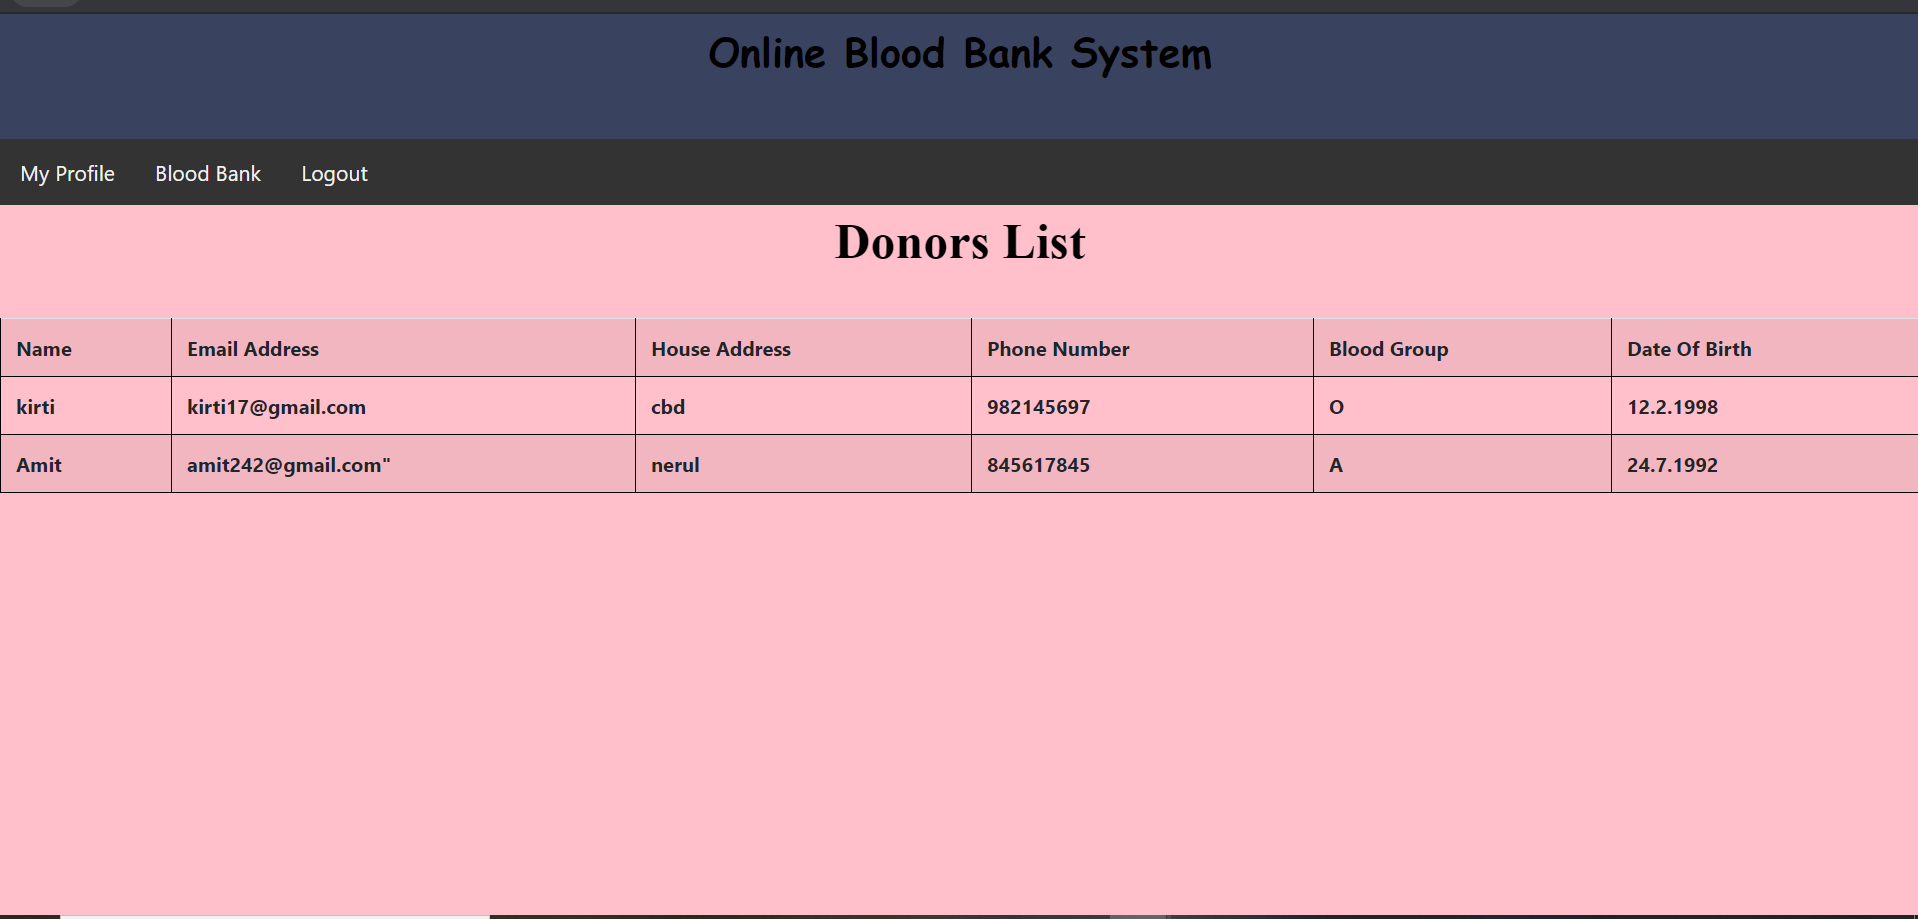 Online Blood Bank System
My Profile Blood Bank Logout
Donors List
Name Email Address House Address Phone Number Blood Group Date Of Birth
kirti kirti17@gmail.com cbd 982145697 O 12.2.1998
Amit amit242@gmail.com" nerul 845617845 A 24.7.1992